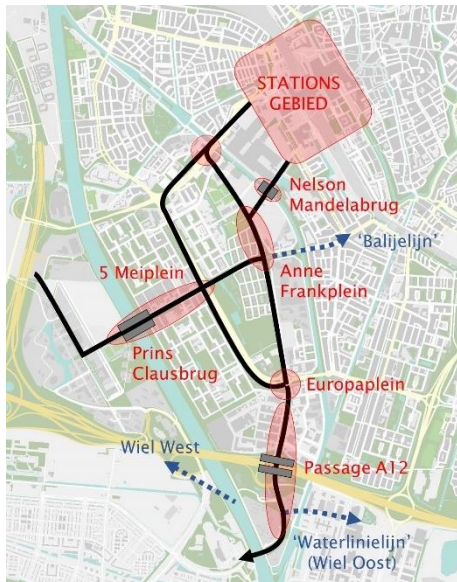 STATIONS
GEBIED
Nelson
Mandelabrug
'Balijelijn'
5 Meiplein
Anne
Frankplein
Prins
Clausbrug
Europaplein
Wiel West
Passage A12
'Waterlinielijn'
(Wiel Oost)